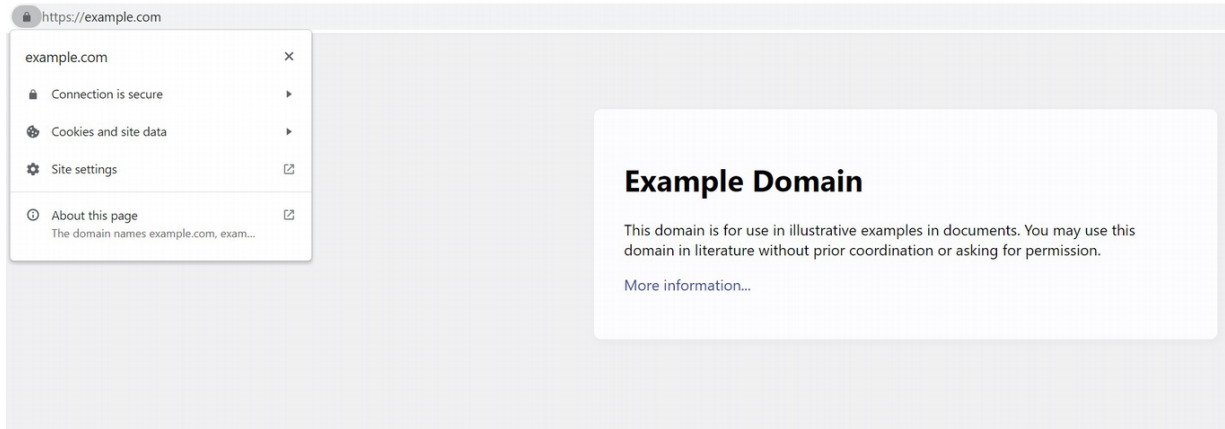 https://example.com
example.com
Connection is secure
Cookies and site data
Site settings
About this page
The domain names example.com, exam...
Example Domain
This domain is for use in illustrative examples in documents. You may use this
domain in literature without prior coordination or asking for permission.
More information...